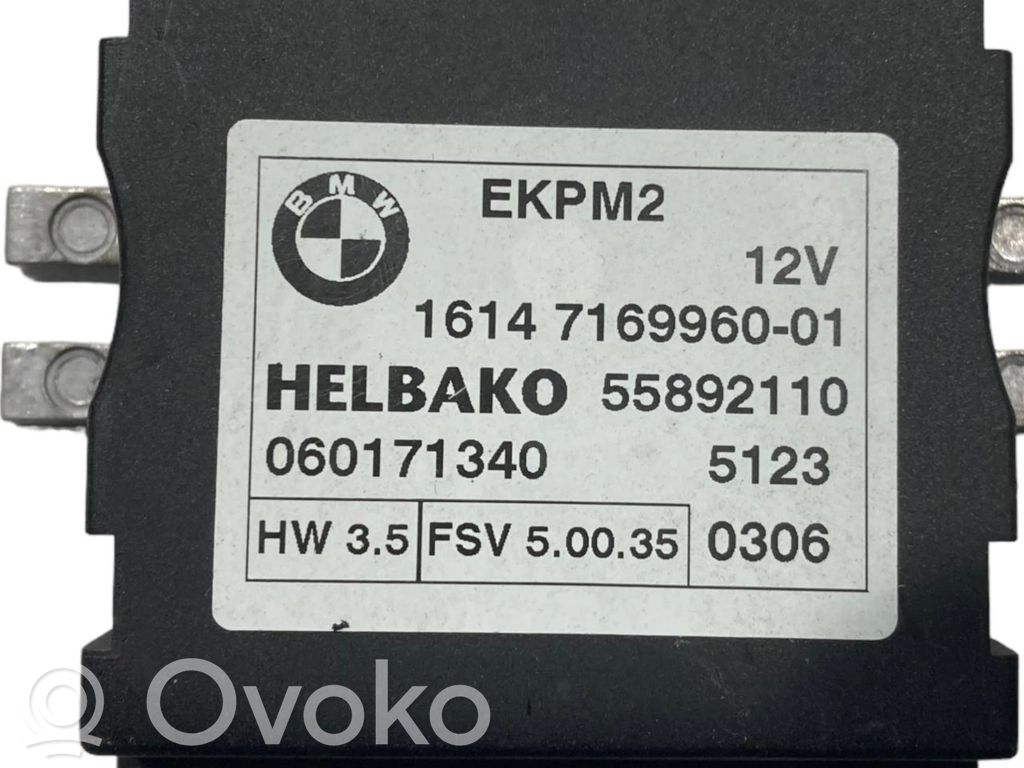 BMW
EKPM2
12V
1614 7169960-01
HELBAKO 55892110
060171340 5123
HW 3.5 FSV 5.00.35 0306
Ovoko